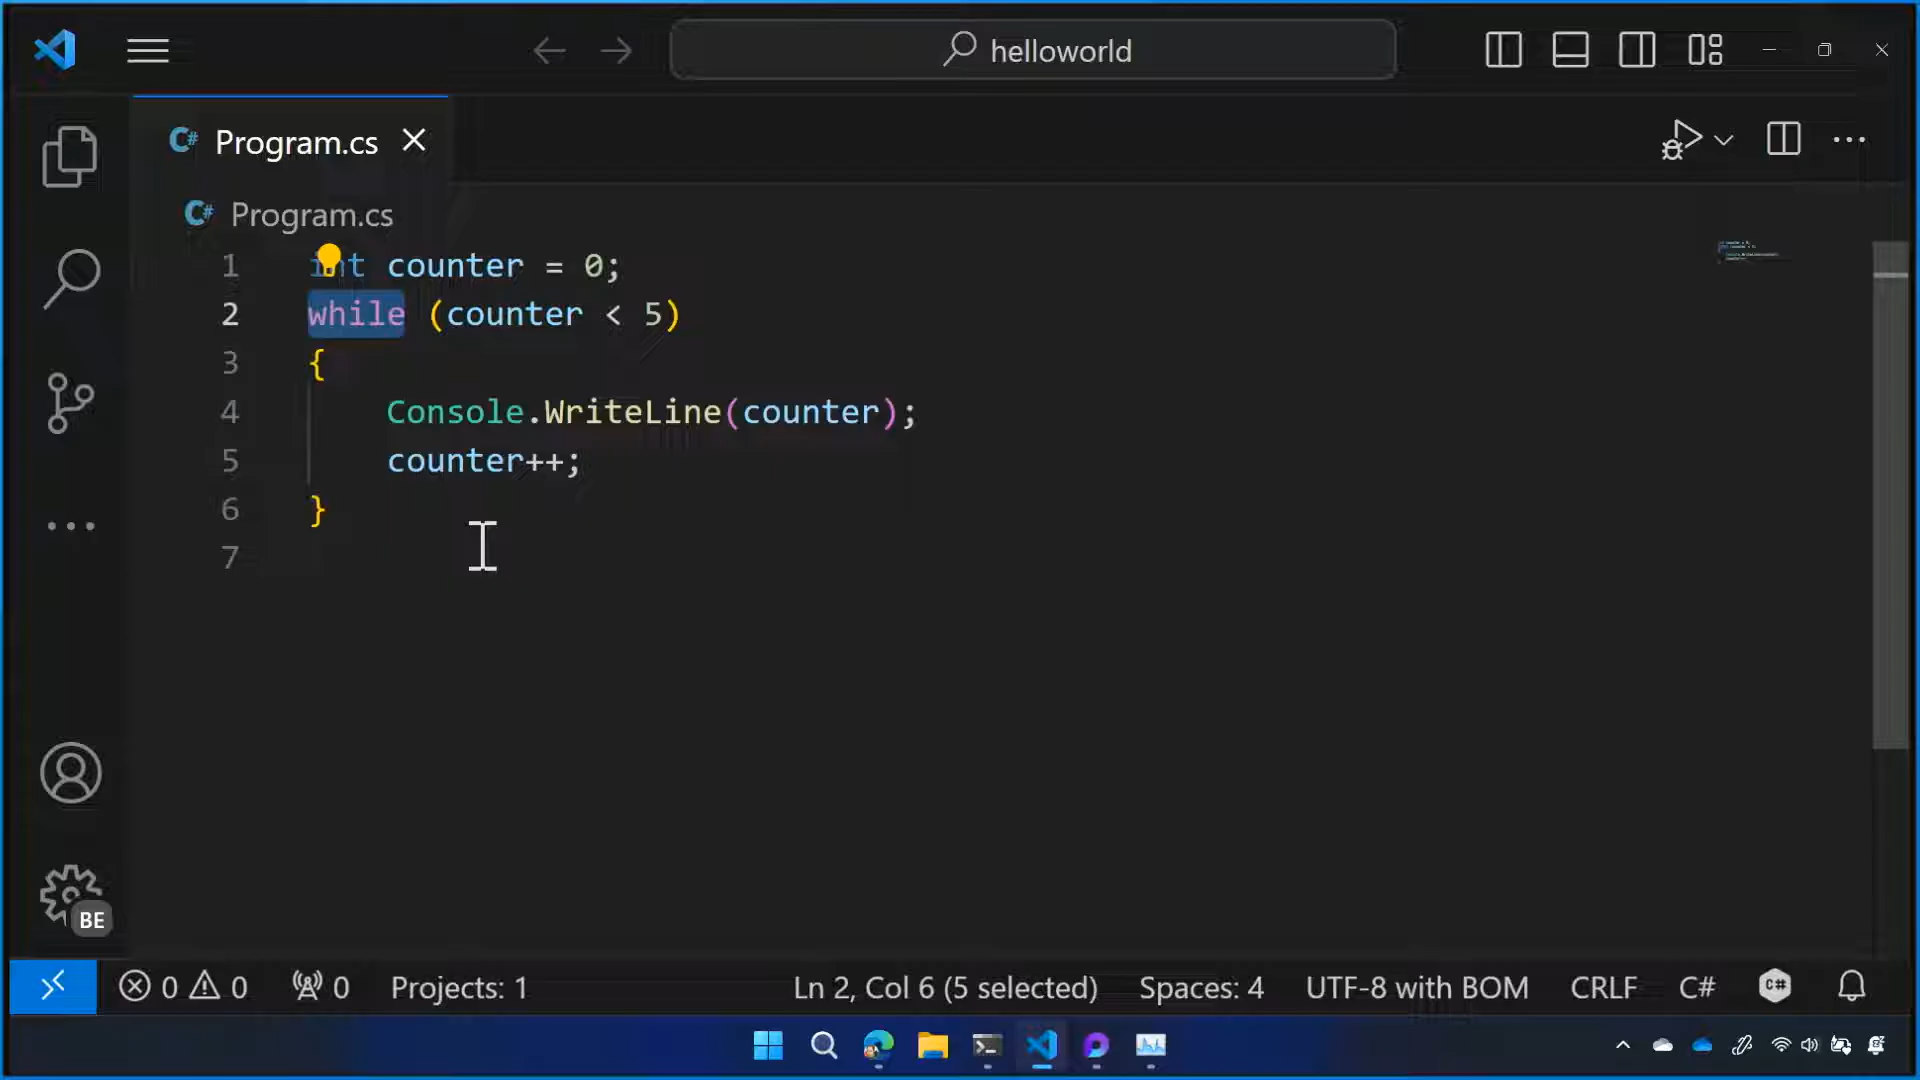 helloworld
C# Program.cs
C# Program.cs
1 int counter = 0;
2 while (counter < 5)
3 {
4 Console.WriteLine(counter);
5 counter++;
6 }
7
BE
0 0 0 Projects: 1 Ln 2, Col 6 (5 selected) Spaces: 4 UTF-8 with BOM CRLF C# C#